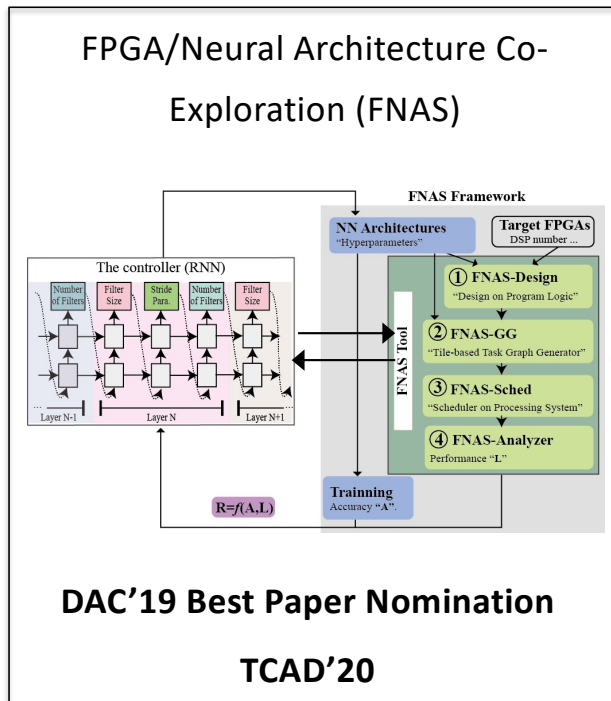 FPGA/Neural Architecture Co-
Exploration (FNAS)
FNAS Framework
NN Architectures
"Hyperparameters"
Target FPGAs
DSP number ...
The controller (RNN)
Number
of Filters
Filter
Size
Stride
Para.
Number
of Filters
Filter
Size
Layer N-1
Layer N
Layer N+1
FNAS Tool
① FNAS-Design
"Design on Program Logic"
② FNAS-GG
"Tile-based Task Graph Generator"
③ FNAS-Sched
"Scheduler on Processing System"
④ FNAS-Analyzer
Performance "L"
Trainning
Accuracy "A".
R=f(A,L)
DAC'19 Best Paper Nomination
TCAD'20